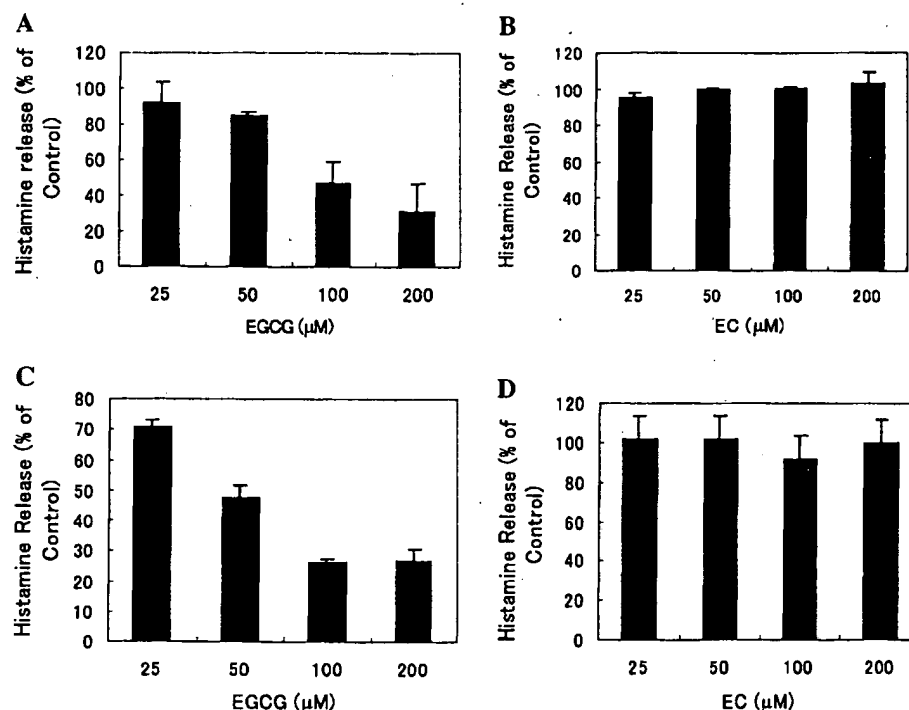 A
Histamine release (% of
Control)
120
100
80
60
40
20
0
25 50 100 200
EGCG (μM)
B
Histamine Release (% of
Control)
120
100
80
60
40
20
0
25 50 100 200
EC (μM)
C
Histamine Release (% of
Control)
80
70
60
50
40
30
20
10
0
25 50 100 200
EGCG (μM)
D
Histamine Release (% of
Control)
120
100
80
60
40
20
0
25 50 100 200
EC (μM)